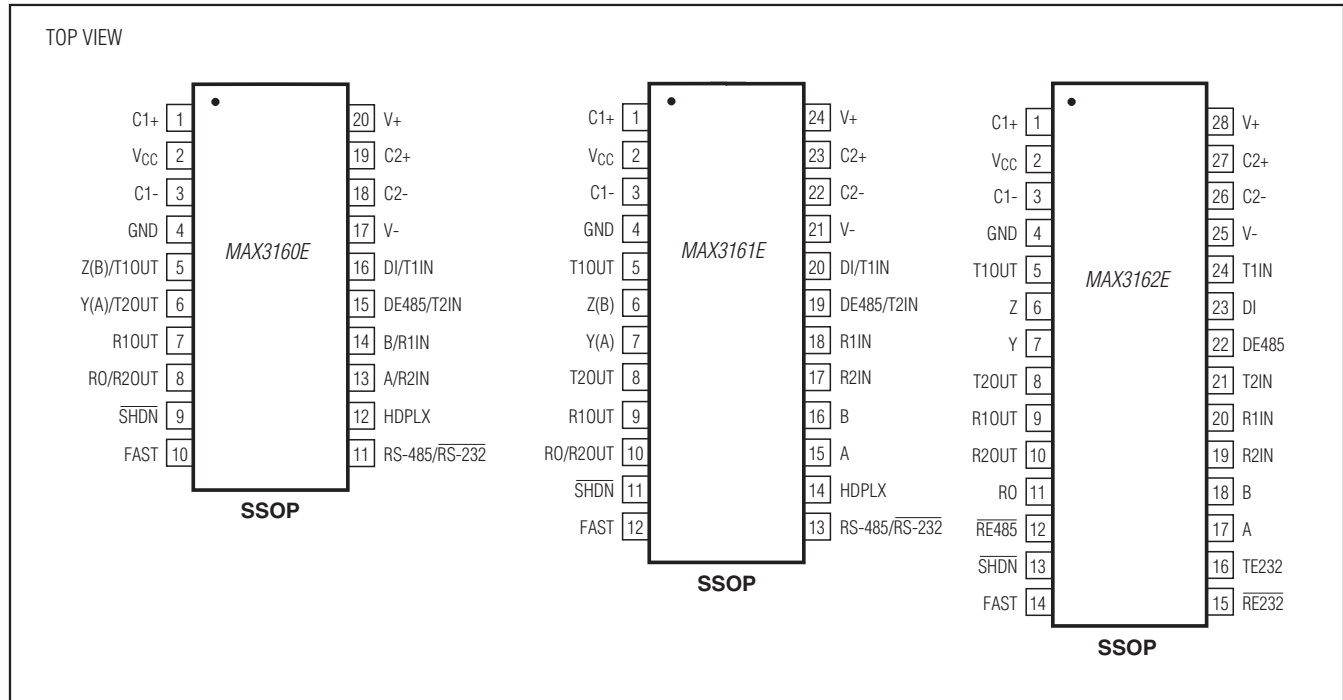 TOP VIEW
C1+ 1 20 V+
VCC 2 19 C2+
C1- 3 18 C2-
GND 4 17 V-
Z(B)/T1OUT 5 16 DI/T1IN
Y(A)/T2OUT 6 15 DE485/T2IN
R1OUT 7 14 B/R1IN
RO/R2OUT 8 13 A/R2IN
SHDN 9 12 HDPLX
FAST 10 11 RS-485/RS-232
MAX3160E
SSOP
C1+ 1 24 V+
VCC 2 23 C2+
C1- 3 22 C2-
GND 4 21 V-
T1OUT 5 20 DI/T1IN
Z(B) 6 19 DE485/T2IN
Y(A) 7 18 R1IN
T2OUT 8 17 R2IN
R1OUT 9 16 B
RO/R2OUT 10 15 A
SHDN 11 14 HDPLX
FAST 12 13 RS-485/RS-232
MAX3161E
SSOP
C1+ 1 28 V+
VCC 2 27 C2+
C1- 3 26 C2-
GND 4 25 V-
T1OUT 5 24 T1IN
Z 6 23 DI
Y 7 22 DE485
T2OUT 8 21 T2IN
R1OUT 9 20 R1IN
R2OUT 10 19 R2IN
RO 11 18 B
RE485 12 17 A
SHDN 13 16 TE232
FAST 14 15 RE232
MAX3162E
SSOP